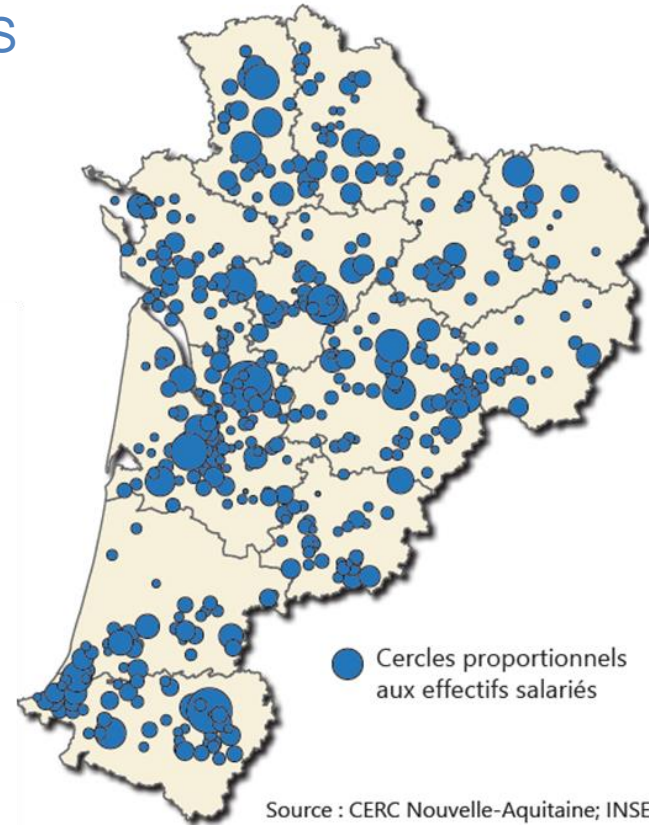 s
Cercles proportionnels
aux effectifs salariés
Source : CERC Nouvelle-Aquitaine; INSE